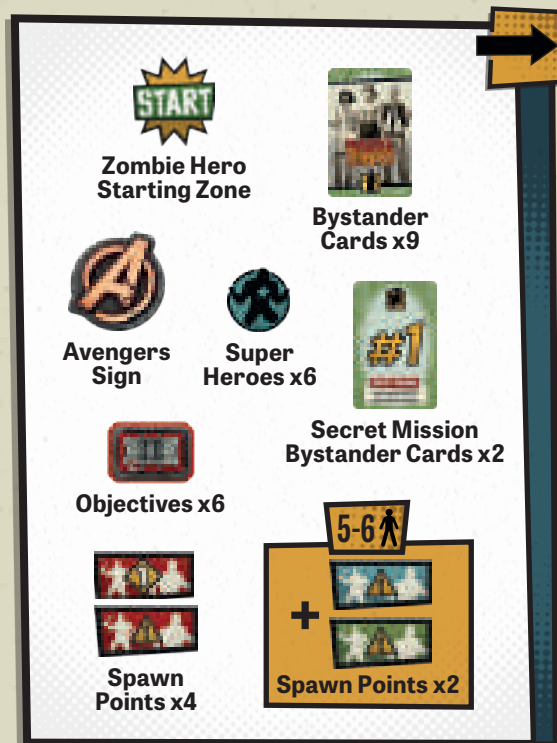 START
Zombie Hero
Starting Zone
Bystander
Cards x9
Avengers
Sign
Super
Heroes x6
#1
Secret Mission
Bystander Cards x2
Objectives x6
1
Spawn
Points x4
5-6
+
Spawn Points x2